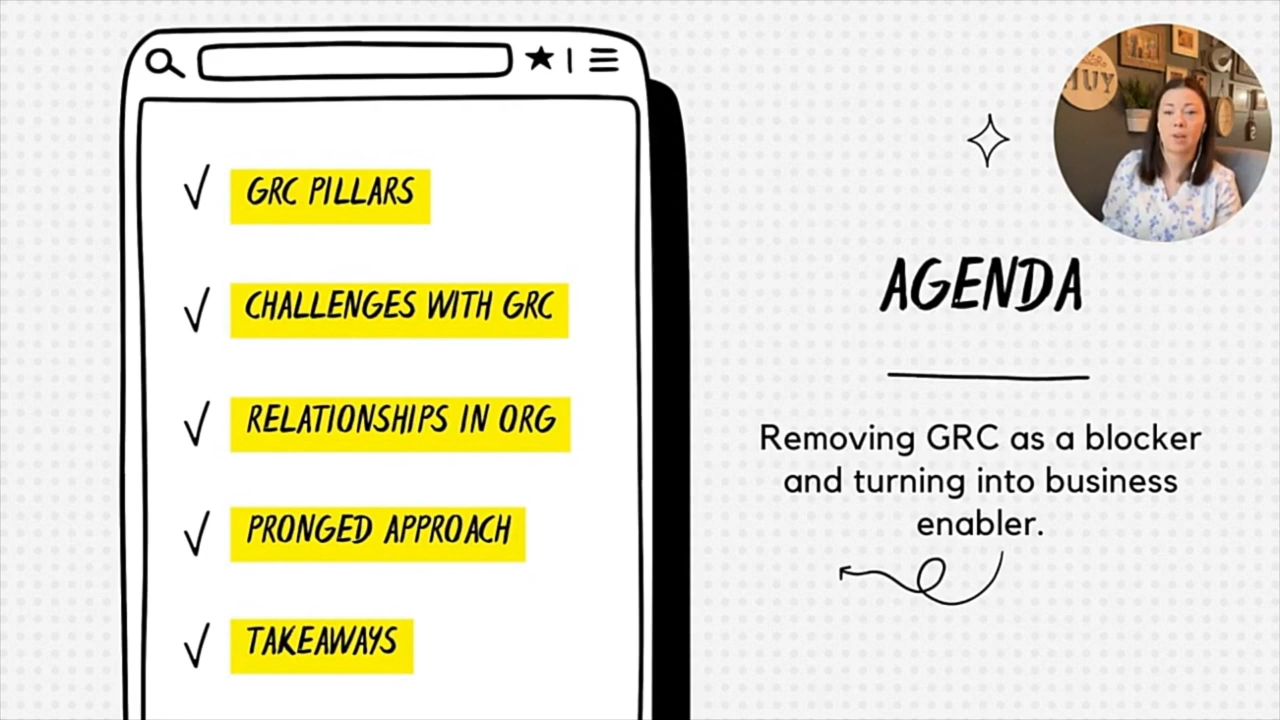 GRC PILLARS
CHALLENGES WITH GRC
RELATIONSHIPS IN ORG
PRONGED APPROACH
TAKEAWAYS
AGENDA
Removing GRC as a blocker
and turning into business
enabler.
MUY